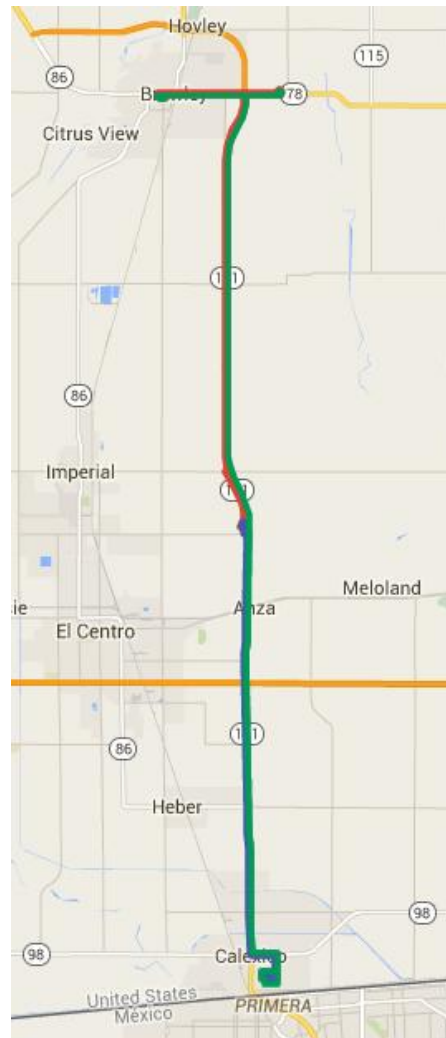 Hovley
115
86
78
Citrus View
86
Imperial
Meloland
sie
El Centro
86
Heber
98
98
United States
México
PRIMERA